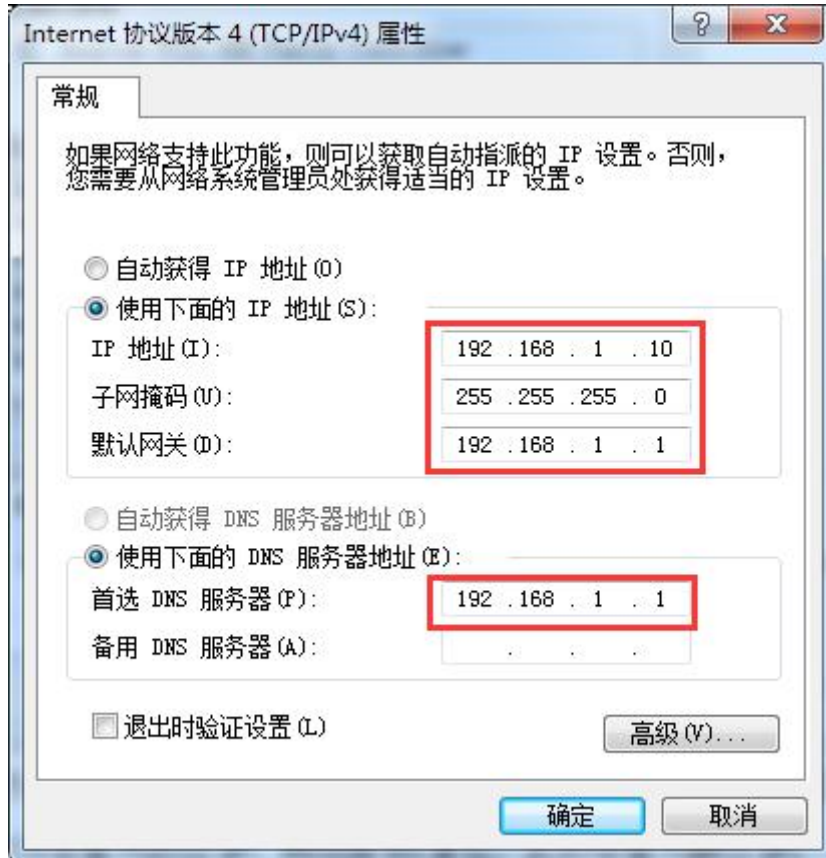 Internet 协议版本 4 (TCP/IPv4) 属性
常规
如果网络支持此功能，则可以获取自动指派的 IP 设置。否则，
您需要从网络系统管理员处获得适当的 IP 设置。
自动获得 IP 地址(O)
使用下面的 IP 地址(S):
IP 地址(I): 192 .168 . 1 . 10
子网掩码(U): 255 .255 .255 . 0
默认网关(D): 192 .168 . 1 . 1
自动获得 DNS 服务器地址(B)
使用下面的 DNS 服务器地址(E):
首选 DNS 服务器(P): 192 .168 . 1 . 1
备用 DNS 服务器(A): . . .
退出时验证设置(L)
高级(V)...
确定 取消